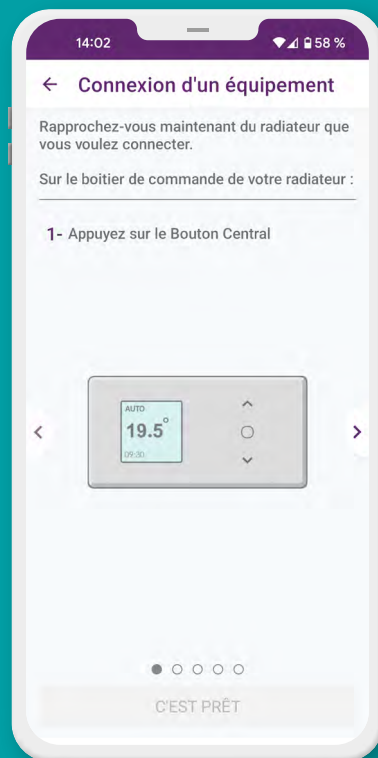 14:02
58 %
Connexion d'un équipement
Rapprochez-vous maintenant du radiateur que
vous voulez connecter.
Sur le boitier de commande de votre radiateur :
1- Appuyez sur le Bouton Central
AUTO
19.5°
09:30
C'EST PRÊT